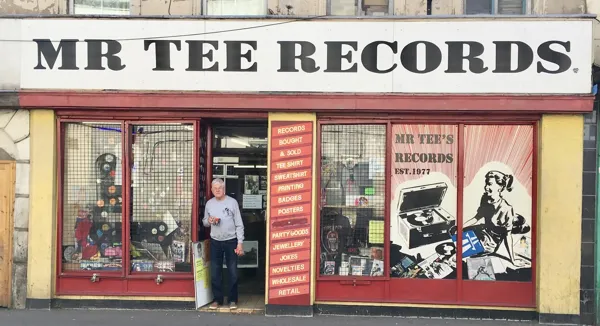 MR TEE RECORDS.
RECORDS
BOUGHT
& SOLD
TEE SHIRT
SWEATSHIRT
PRINTING
BADGES
POSTERS
PARTY GOODS
JEWELLERY
JOKES
NOVELTIES
WHOLESALE
RETAIL
MR TEE'S
RECORDS
EST. 1977